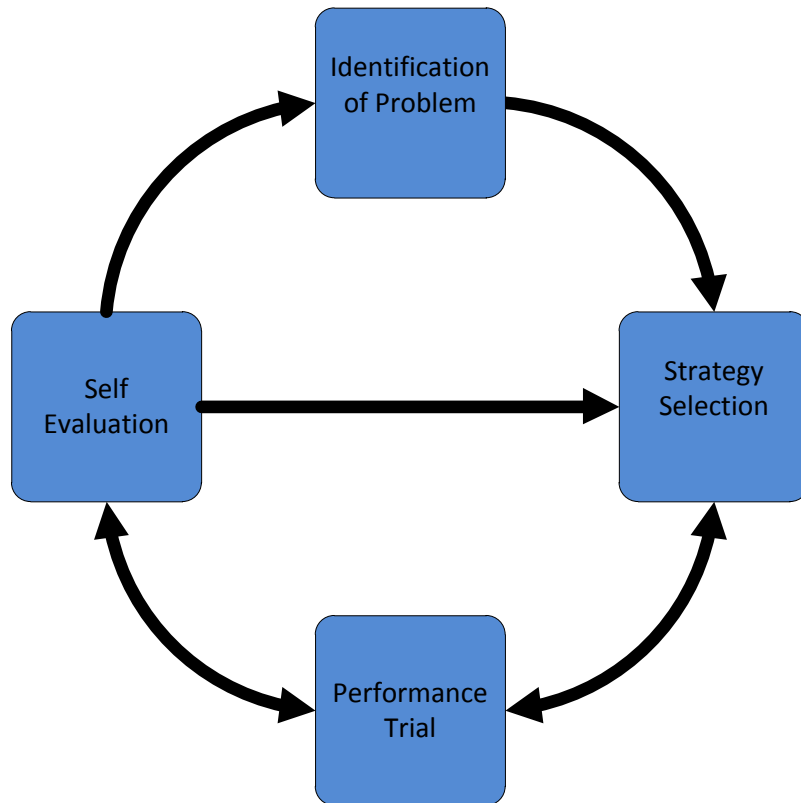 Identification
of Problem
Self
Evaluation
Strategy
Selection
Performance
Trial